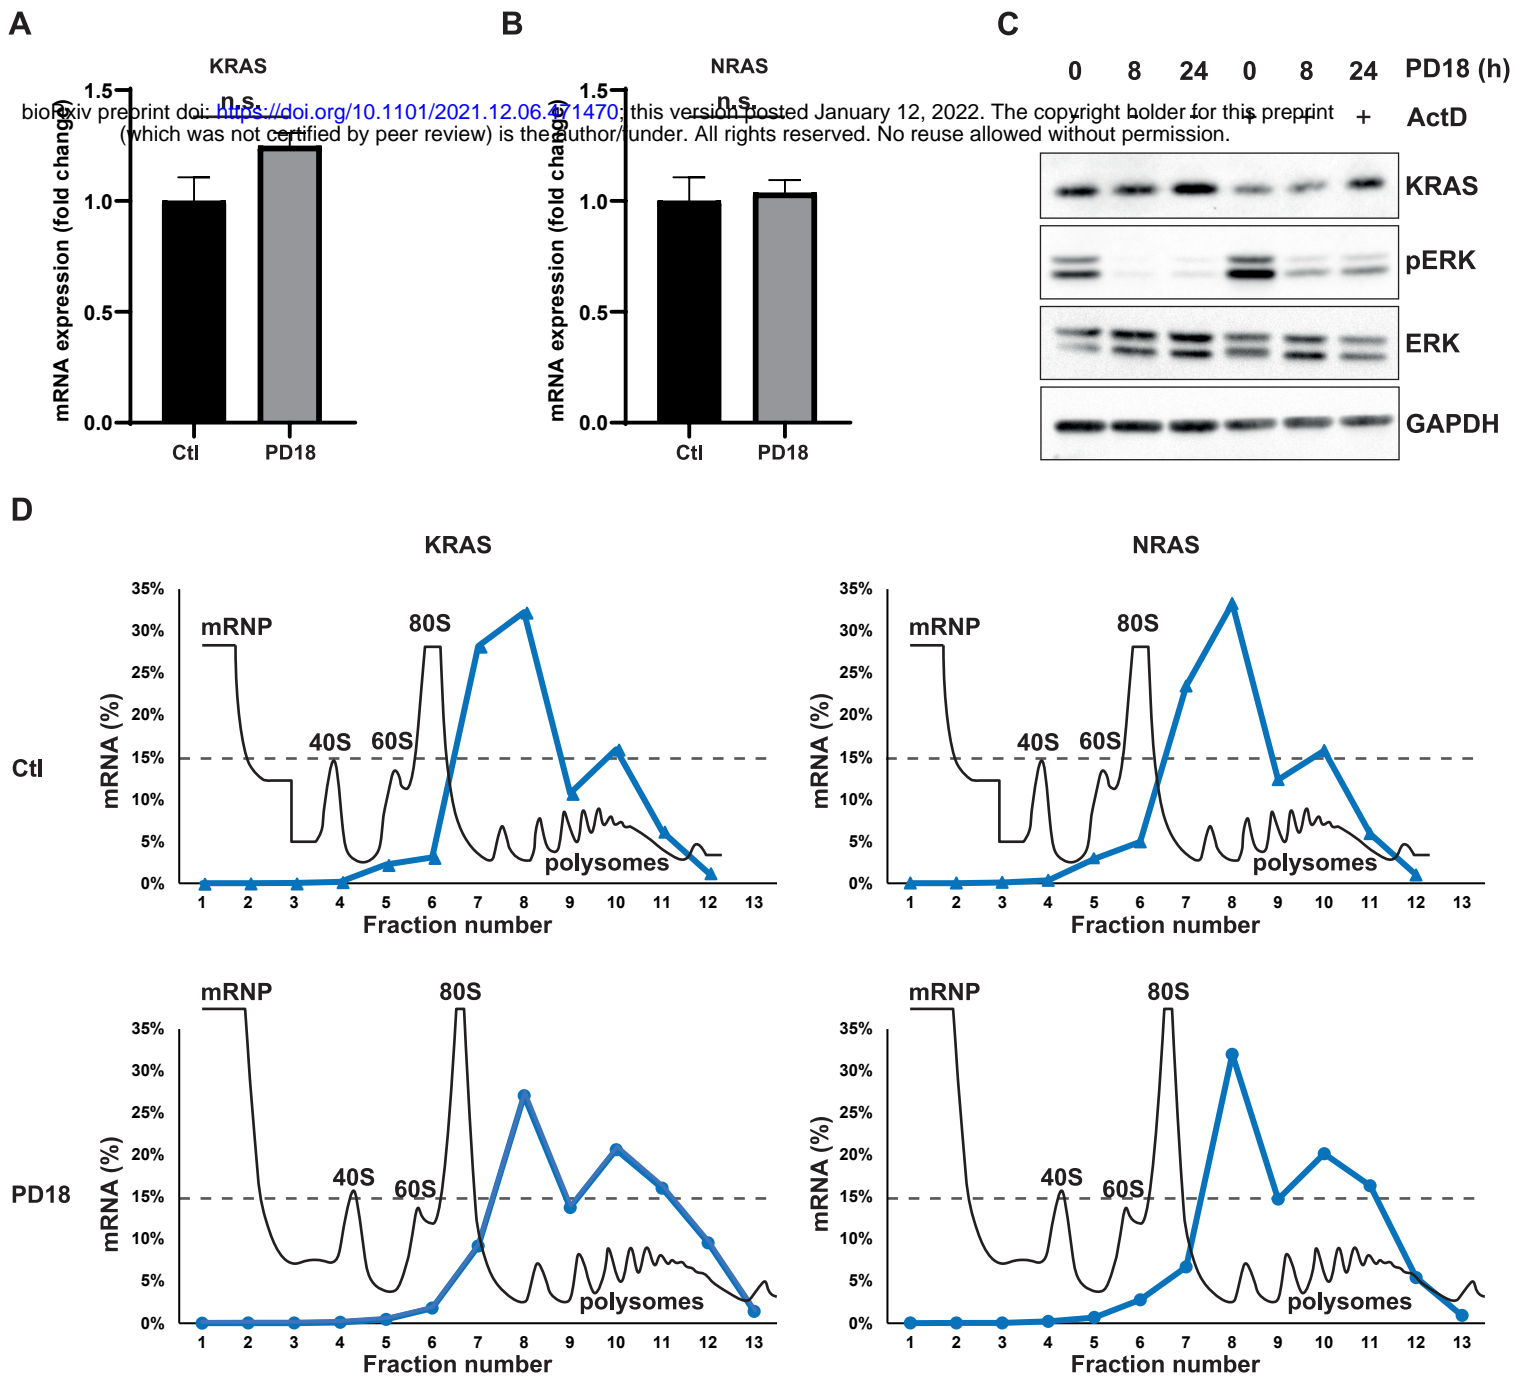 A
B
C
KRAS
NRAS
0 8 24 0 8 24 PD18 (h)
- - - + + + ActD
bioRxiv preprint doi: https://doi.org/10.1101/2021.12.06.471470; this version posted January 12, 2022. The copyright holder for this preprint
(which was not certified by peer review) is the author/funder. All rights reserved. No reuse allowed without permission.
mRNA expression (fold change)
1.5
1.0
0.5
0.0
n.s.
Ctl PD18
mRNA expression (fold change)
1.5
1.0
0.5
0.0
n.s.
Ctl PD18
KRAS
pERK
ERK
GAPDH
D
KRAS
NRAS
Ctl
mRNA (%)
35%
30%
25%
20%
15%
10%
5%
0%
mRNP
40S
60S
80S
polysomes
1 2 3 4 5 6 7 8 9 10 11 12 13
Fraction number
mRNA (%)
35%
30%
25%
20%
15%
10%
5%
0%
mRNP
40S
60S
80S
polysomes
1 2 3 4 5 6 7 8 9 10 11 12 13
Fraction number
PD18
mRNA (%)
35%
30%
25%
20%
15%
10%
5%
0%
mRNP
40S
60S
80S
polysomes
1 2 3 4 5 6 7 8 9 10 11 12 13
Fraction number
mRNA (%)
35%
30%
25%
20%
15%
10%
5%
0%
mRNP
40S
60S
80S
polysomes
1 2 3 4 5 6 7 8 9 10 11 12 13
Fraction number